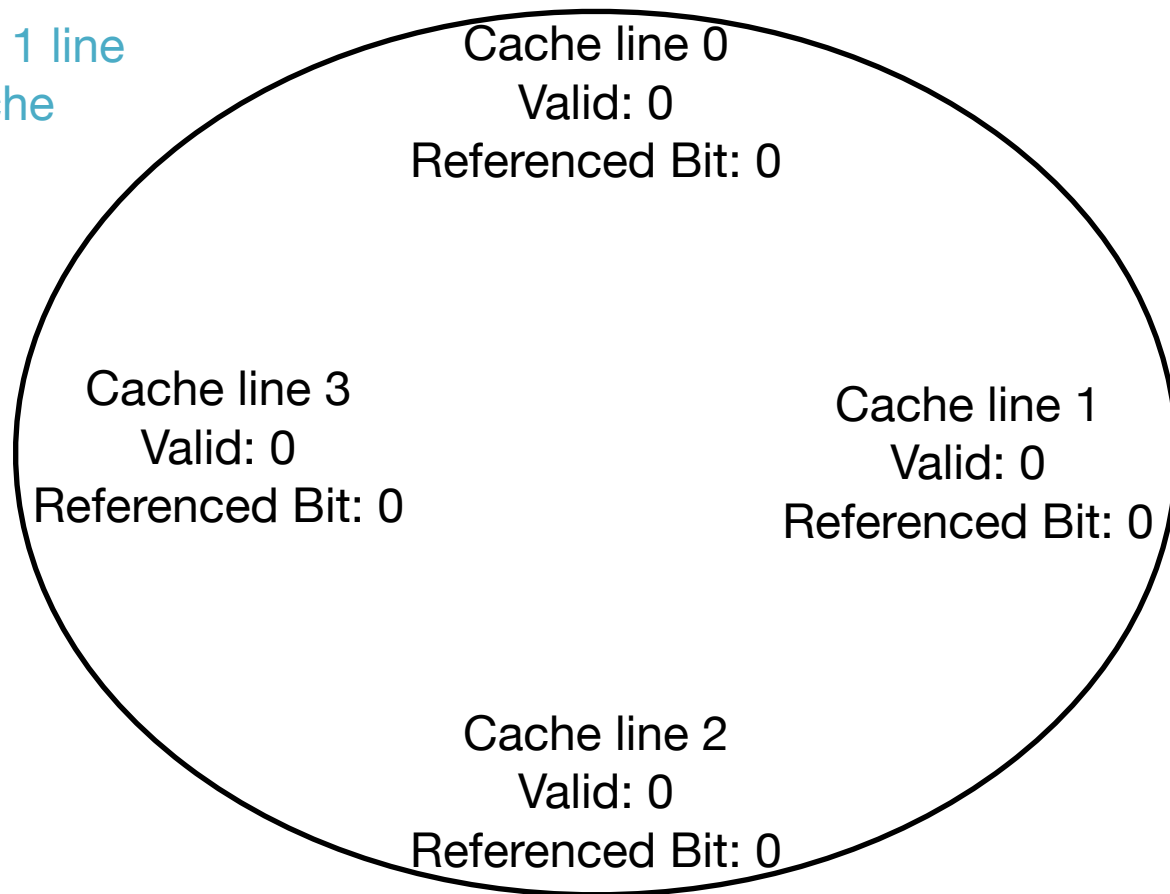 1 line
che
Cache line 0
Valid: 0
Referenced Bit: 0
Cache line 3
Valid: 0
Referenced Bit: 0
Cache line 1
Valid: 0
Referenced Bit: 0
Cache line 2
Valid: 0
Referenced Bit: 0